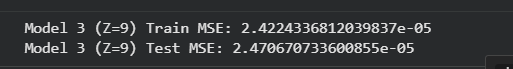 Model 3 (Z=9) Train MSE: 2.4224336812039837e-05
Model 3 (Z=9) Test MSE: 2.470670733600855e-05